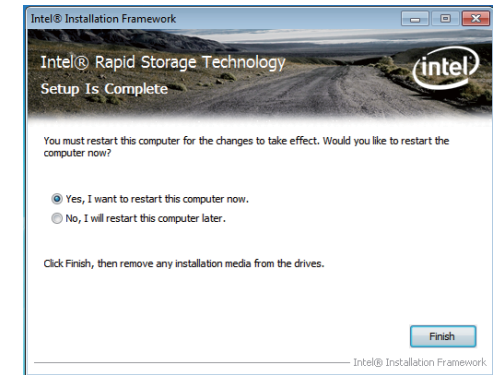 Intel® Installation Framework
Intel® Rapid Storage Technology
Setup Is Complete
intel
You must restart this computer for the changes to take effect. Would you like to restart the
computer now?
Yes, I want to restart this computer now.
No, I will restart this computer later.
Click Finish, then remove any installation media from the drives.
Finish
Intel® Installation Framework